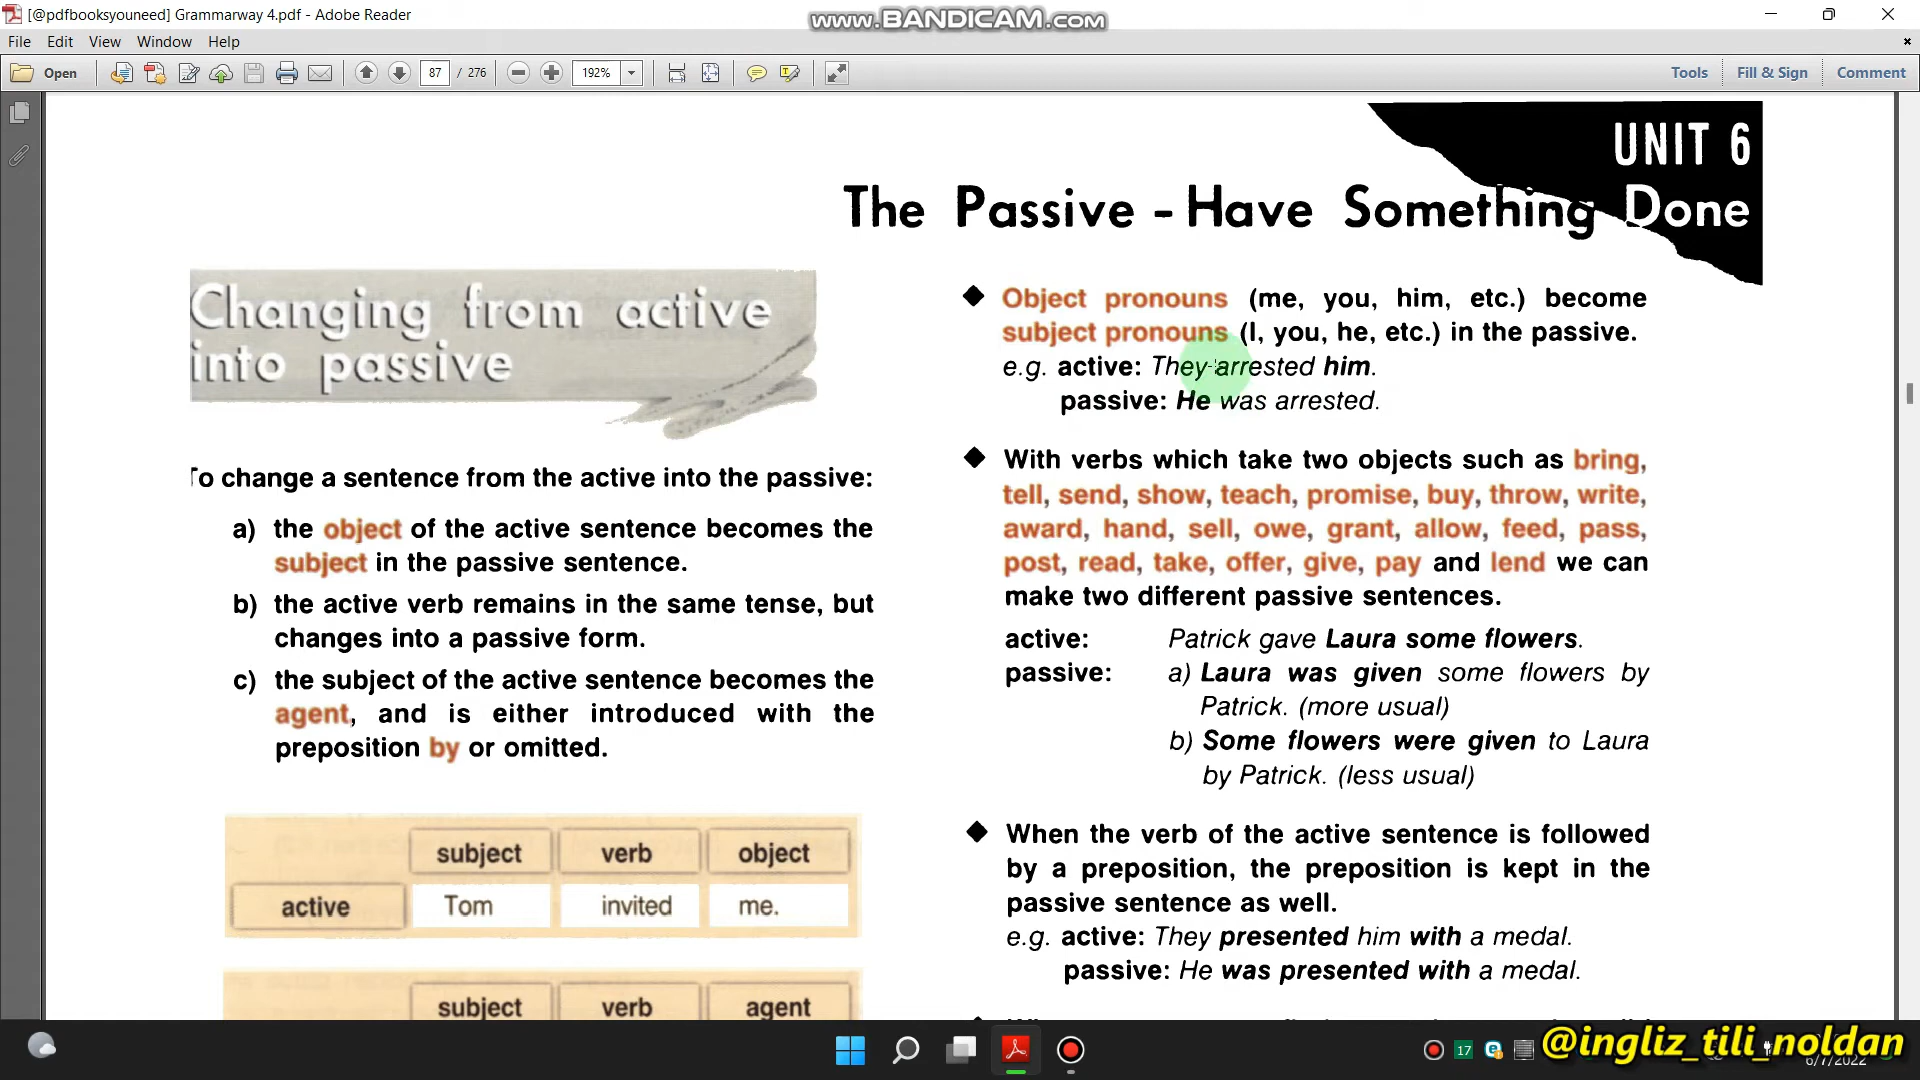 [@pdfbooksyouneed] Grammarway 4.pdf - Adobe Reader
www.BANDICAM.com
File Edit View Window Help
Open 87 / 276 192% Tools Fill & Sign Comment
UNIT 6
The Passive - Have Something Done
Changing from active
into passive
To change a sentence from the active into the passive:
a) the object of the active sentence becomes the
subject in the passive sentence.
b) the active verb remains in the same tense, but
changes into a passive form.
c) the subject of the active sentence becomes the
agent, and is either introduced with the
preposition by or omitted.
subject verb object
active Tom invited me.
subject verb agent
◆ Object pronouns (me, you, him, etc.) become
subject pronouns (I, you, he, etc.) in the passive.
e.g. active: They arrested him.
passive: He was arrested.
◆ With verbs which take two objects such as bring,
tell, send, show, teach, promise, buy, throw, write,
award, hand, sell, owe, grant, allow, feed, pass,
post, read, take, offer, give, pay and lend we can
make two different passive sentences.
active: Patrick gave Laura some flowers.
passive: a) Laura was given some flowers by
Patrick. (more usual)
b) Some flowers were given to Laura
by Patrick. (less usual)
◆ When the verb of the active sentence is followed
by a preposition, the preposition is kept in the
passive sentence as well.
e.g. active: They presented him with a medal.
passive: He was presented with a medal.
17
@ingliz_tili_noldan
6/7/2022